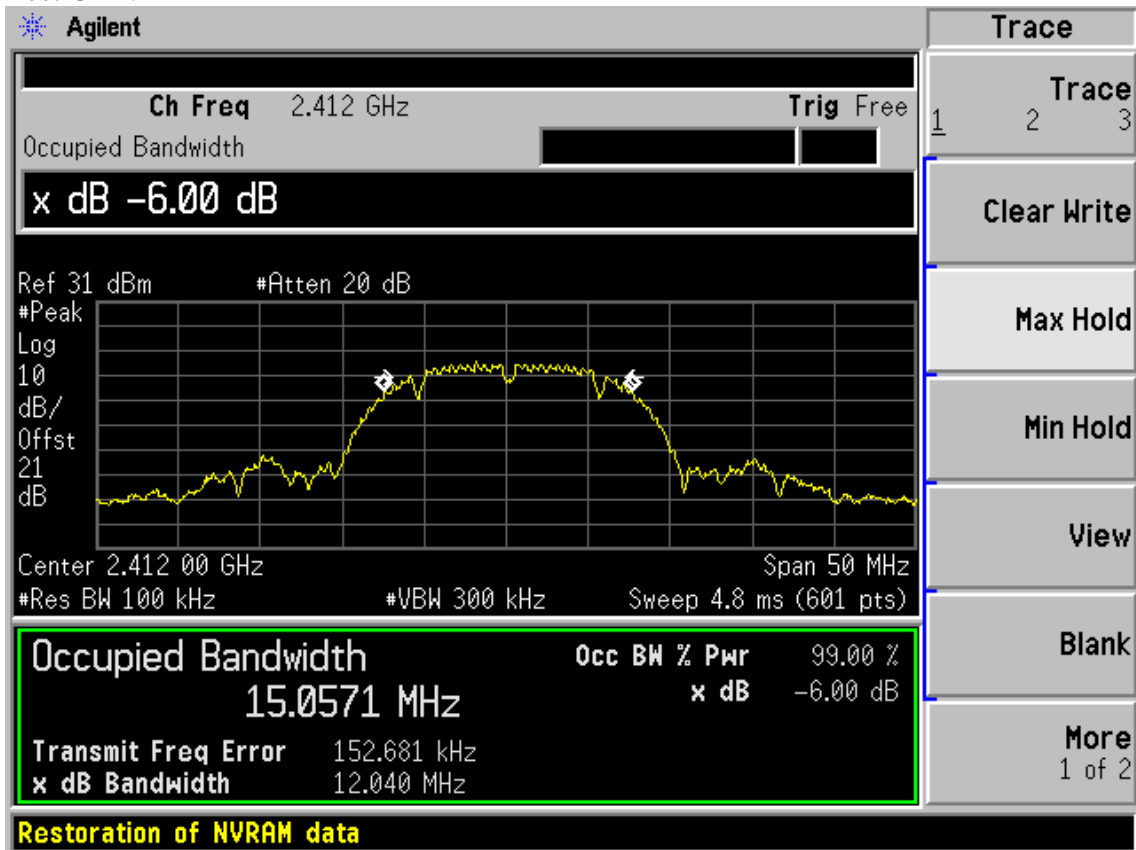 Agilent
Trace
Ch Freq 2.412 GHz Trig Free
Occupied Bandwidth
x dB -6.00 dB
Ref 31 dBm #Atten 20 dB
#Peak
Log
10
dB/
Offst
21
dB
Center 2.412 00 GHz Span 50 MHz
#Res BW 100 kHz #VBW 300 kHz Sweep 4.8 ms (601 pts)
Occupied Bandwidth
15.0571 MHz
Occ BW % Pwr 99.00 %
x dB -6.00 dB
Transmit Freq Error 152.681 kHz
x dB Bandwidth 12.040 MHz
Restoration of NVRAM data
Trace
1 2 3
Clear Write
Max Hold
Min Hold
View
Blank
More
1 of 2